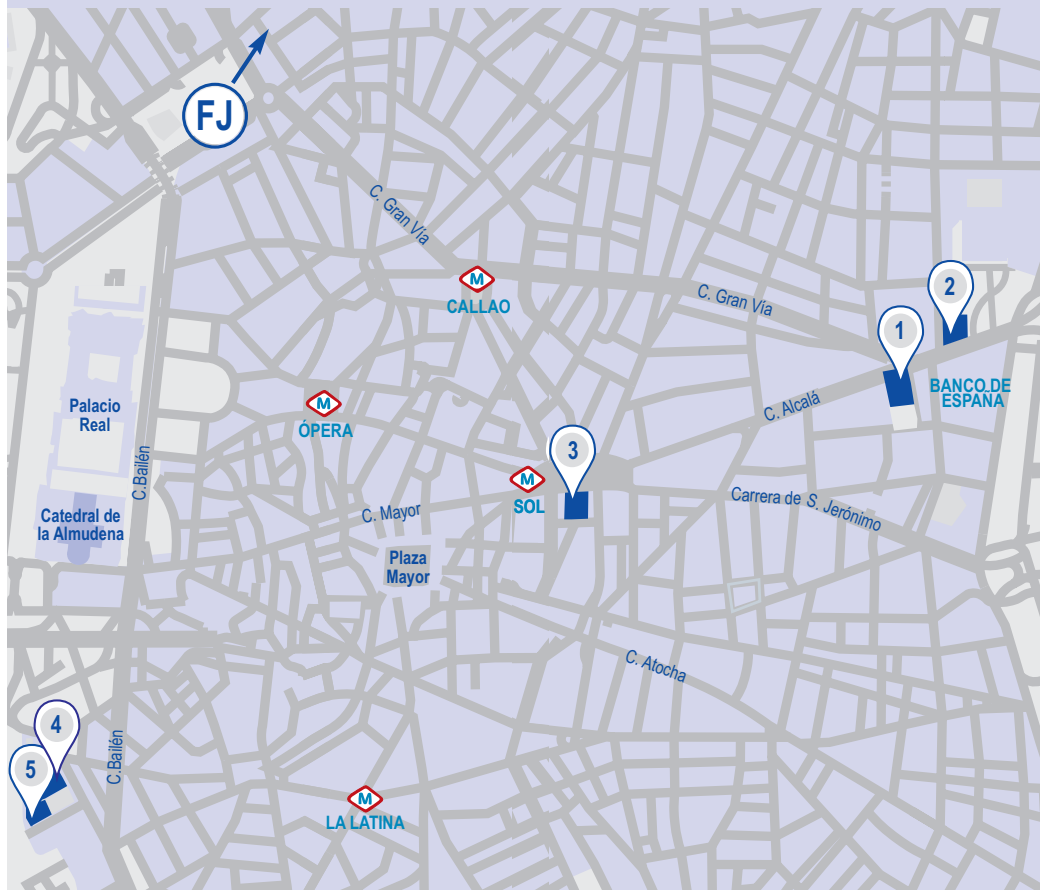 FJ
C. Gran Vía
M
CALLAO
C. Gran Vía
2
1
BANCO DE
ESPAÑA
M
ÓPERA
Palacio
Real
C. Alcalá
3
C.Bailén
M
SOL
Carrera de S. Jerónimo
C. Mayor
Catedral de
la Almudena
Plaza
Mayor
C. Atocha
4
5
C.Bailén
M
LA LATINA